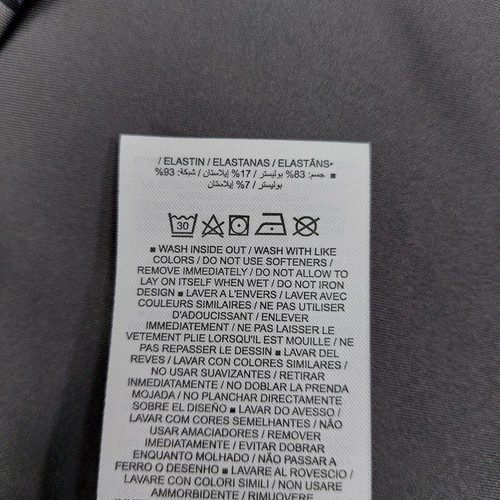 / ELASTIN / ELASTANAS / ELASTĀNS•
■ جسم: 83% بوليستر / 17% إيلاستان / شبكة: 93%
بوليستر / 7% إيلاستان
30
■ WASH INSIDE OUT / WASH WITH LIKE
COLORS / DO NOT USE SOFTENERS /
REMOVE IMMEDIATELY / DO NOT ALLOW TO
LAY ON ITSELF WHEN WET / DO NOT IRON
DESIGN ■ LAVER A L'ENVERS / LAVER AVEC
COULEURS SIMILAIRES / NE PAS UTILISER
D'ADOUCISSANT / ENLEVER
IMMEDIATEMENT / NE PAS LAISSER LE
VETEMENT PLIE LORSQU'IL EST MOUILLE / NE
PAS REPASSER LE DESSIN ■ LAVAR DEL
REVES / LAVAR CON COLORES SIMILARES /
NO USAR SUAVIZANTES / RETIRAR
INMEDIATAMENTE / NO DOBLAR LA PRENDA
MOJADA / NO PLANCHAR DIRECTAMENTE
SOBRE EL DISEÑO ■ LAVAR DO AVESSO /
LAVAR COM CORES SEMELHANTES / NÃO
USAR AMACIADORES / REMOVER
IMEDIATAMENTE / EVITAR DOBRAR
ENQUANTO MOLHADO / NÃO PASSAR A
FERRO O DESENHO ■ LAVARE AL ROVESCIO /
LAVARE CON COLORI SIMILI / NON USARE
AMMORBIDENTE / RIMUOVERE